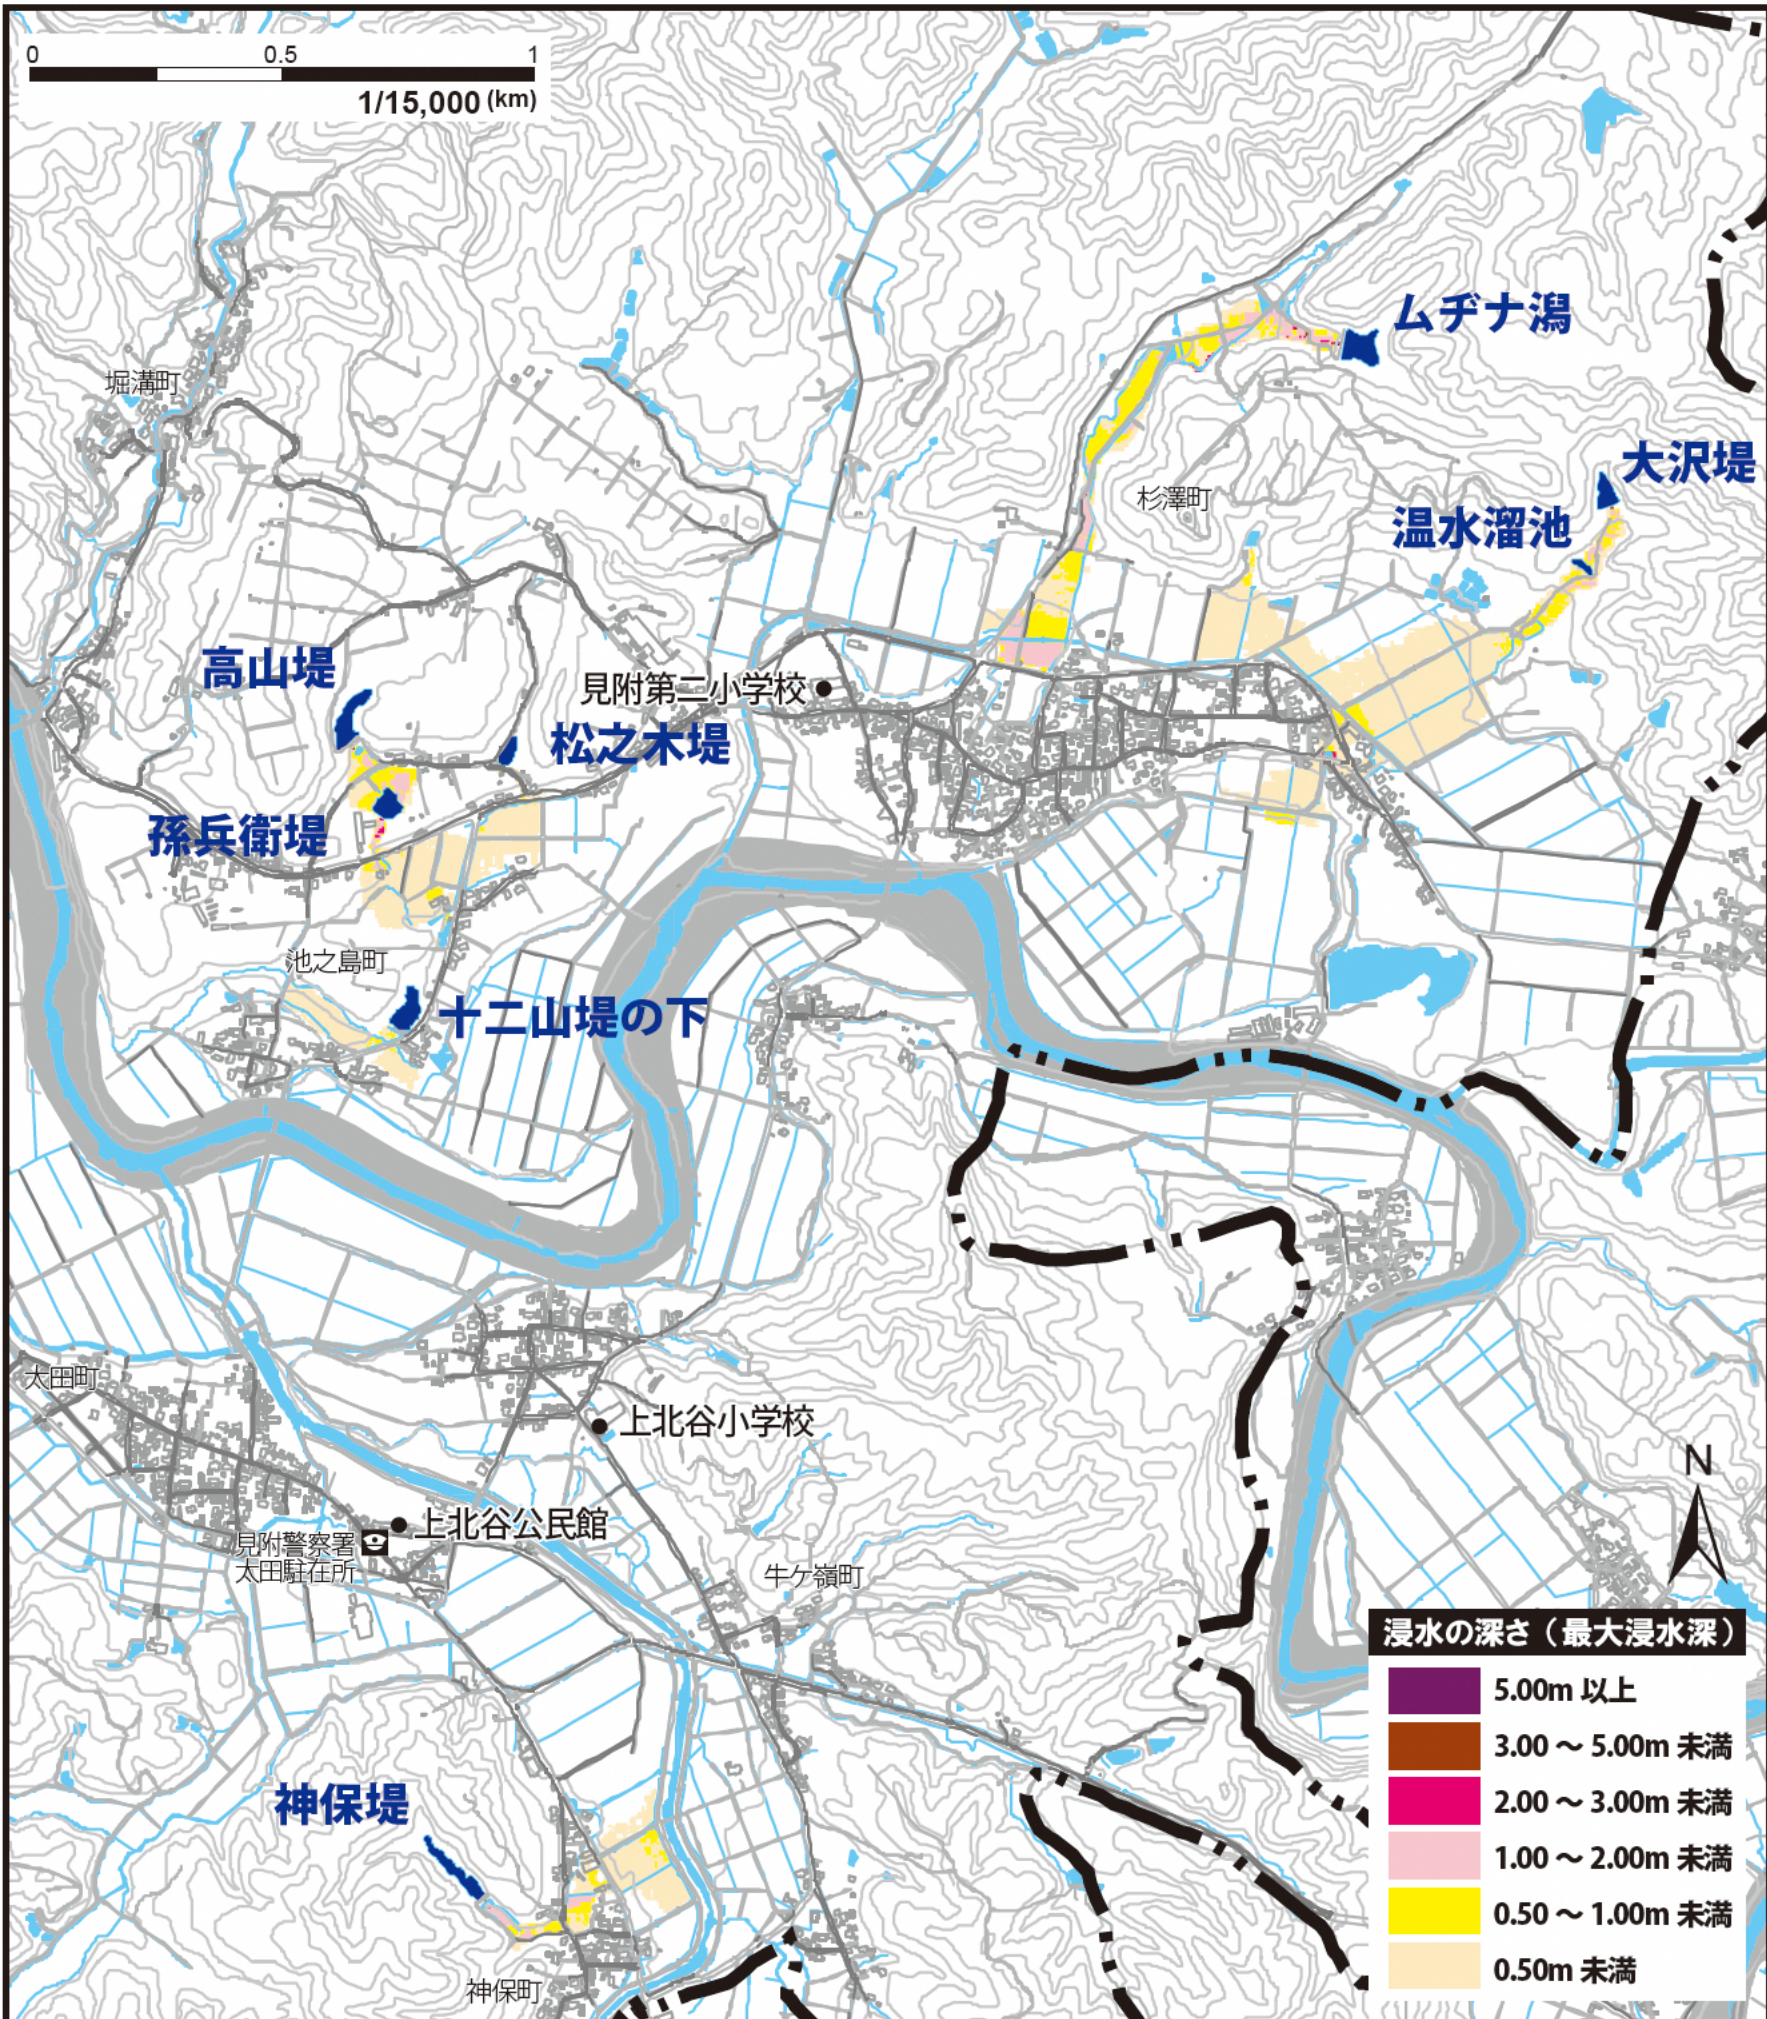 0 0.5 1
1/15,000 (km)
ムヂナ潟
堀溝町
大沢堤
杉澤町
温水溜池
高山堤
見附第二小学校
松之木堤
孫兵衛堤
池之島町
十二山堤の下
太田町
上北谷小学校
N
上北谷公民館
見附警察署
太田駐在所
牛ケ嶺町
浸水の深さ（最大浸水深）
5.00m 以上
3.00 ～ 5.00m 未満
2.00 ～ 3.00m 未満
1.00 ～ 2.00m 未満
0.50 ～ 1.00m 未満
0.50m 未満
神保堤
神保町